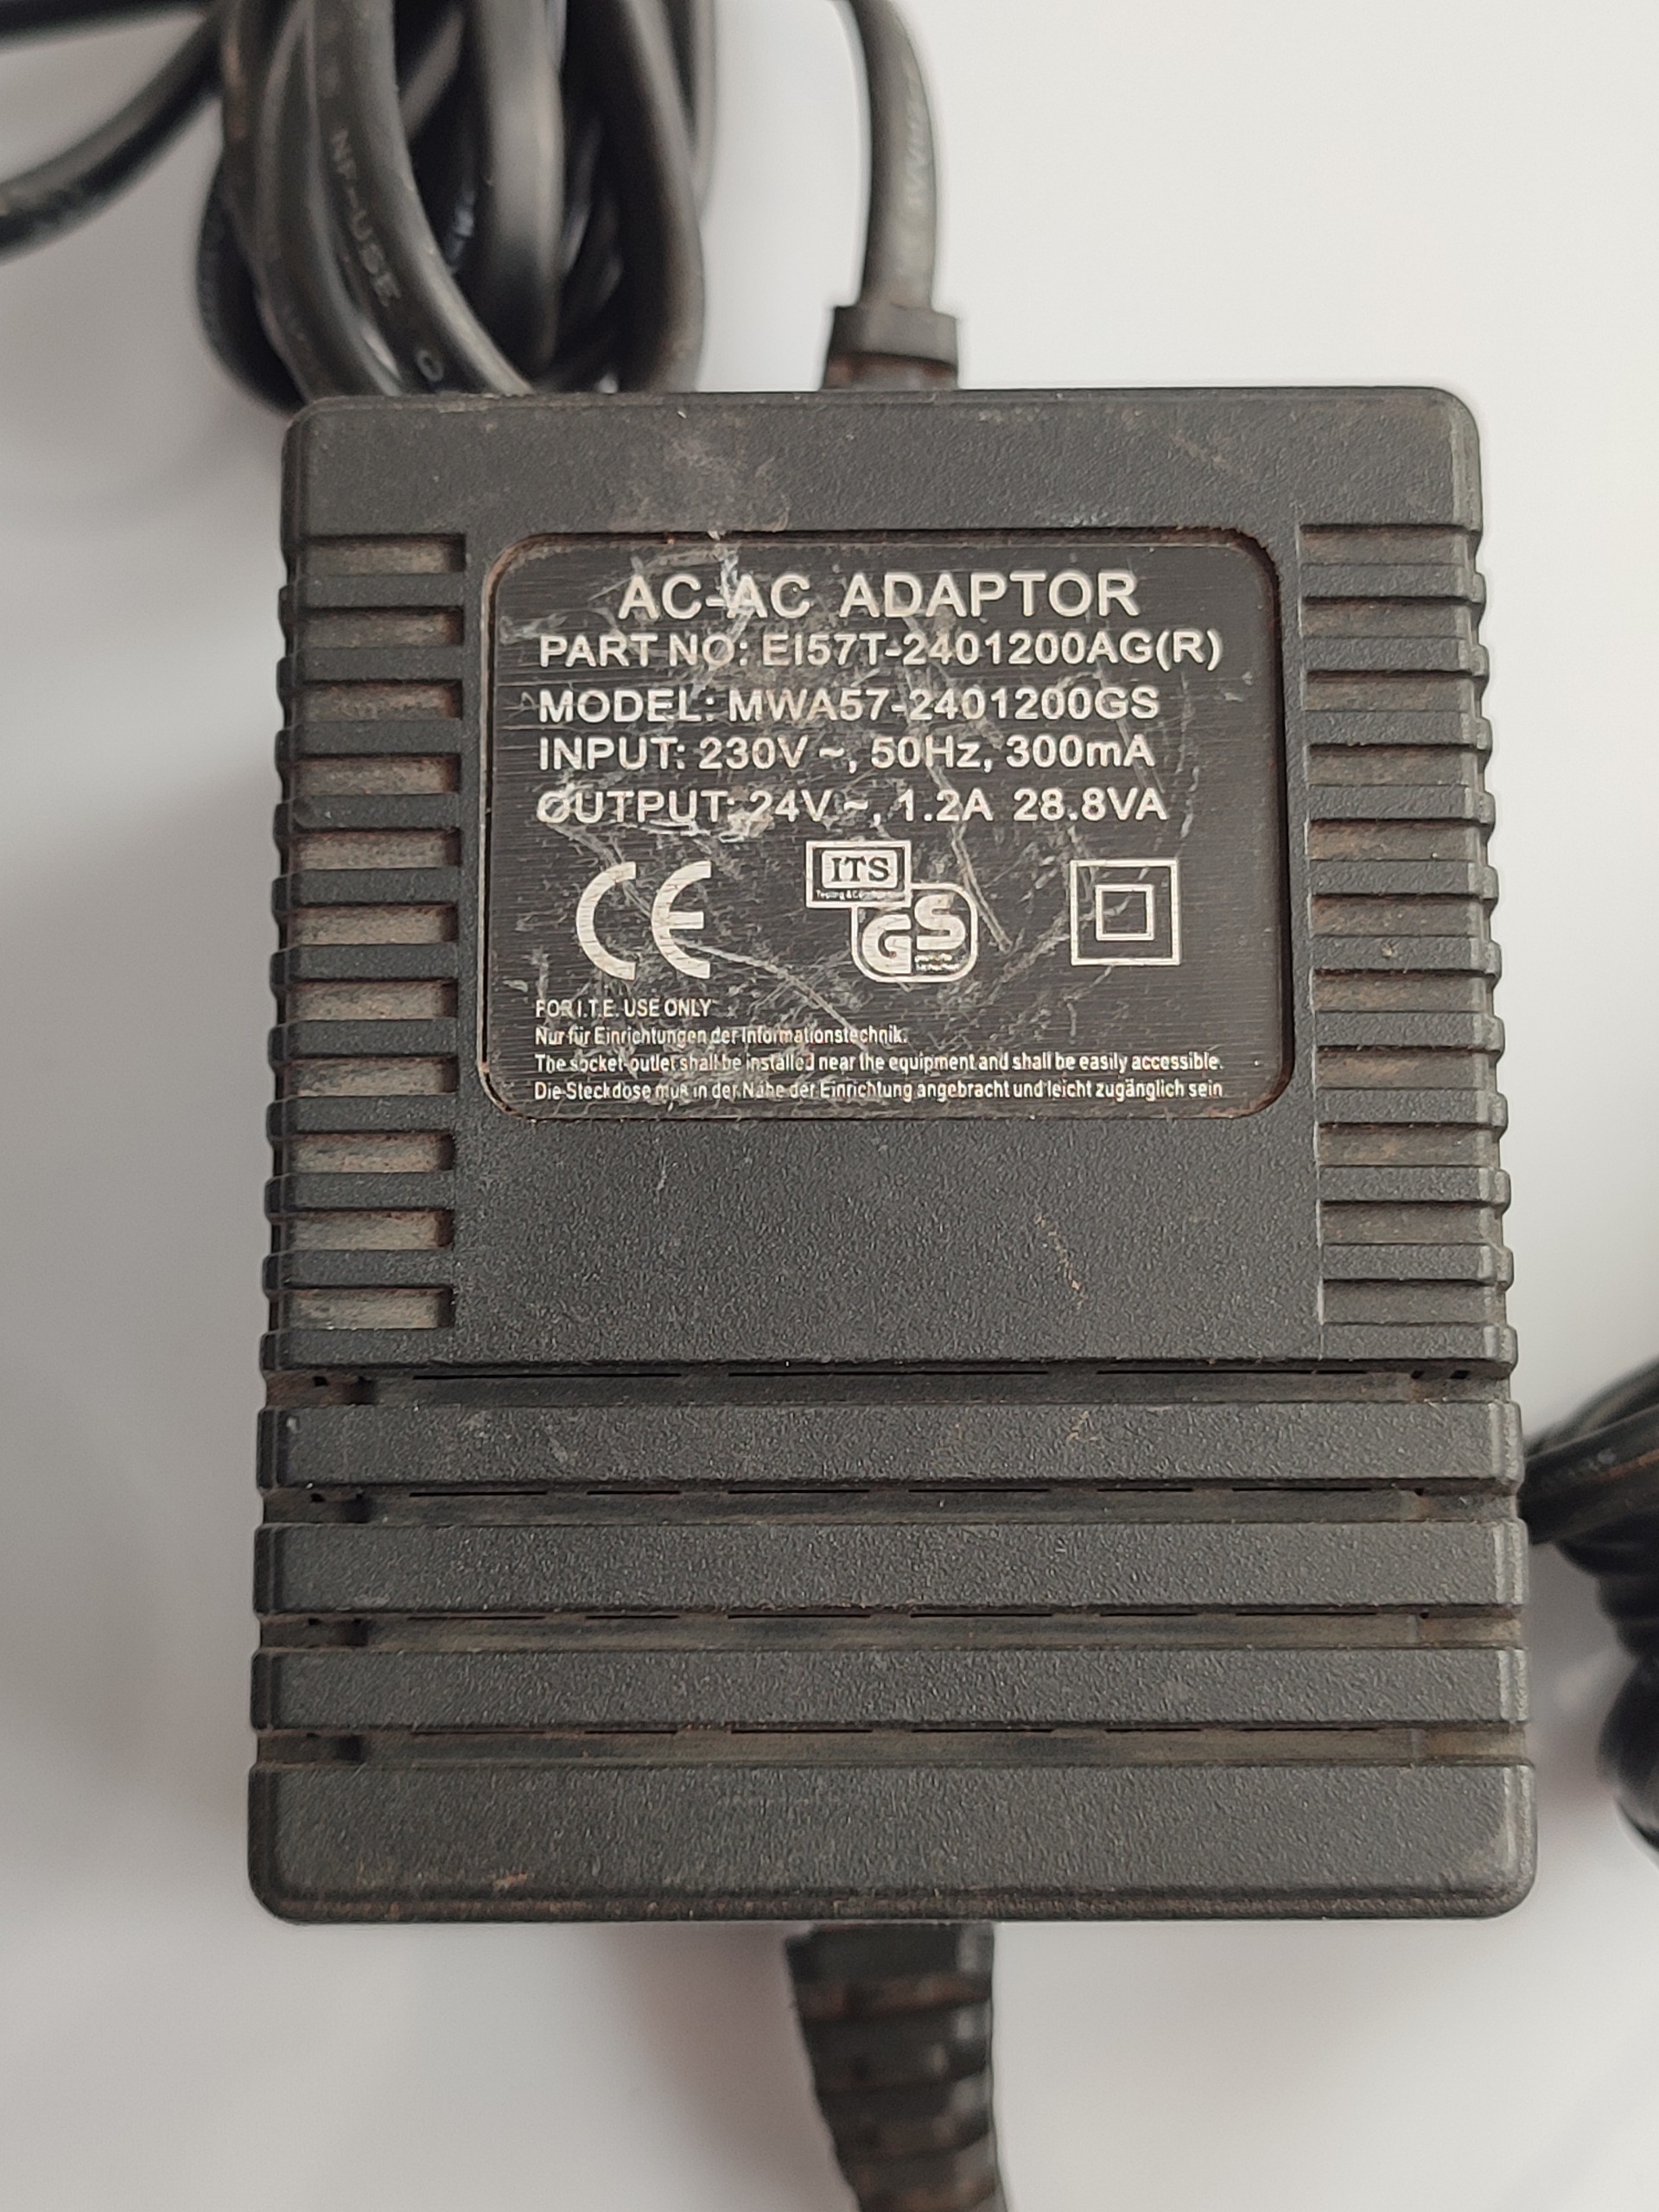 NF-USE
AC-AC ADAPTOR
PART NO: EI57T-2401200AG(R)
MODEL: MWA57-2401200GS
INPUT: 230V ~, 50Hz, 300mA
OUTPUT: 24V ~, 1.2A 28.8VA
CE
ITS
GS
FOR I.T.E. USE ONLY
Nur für Einrichtungen der Informationstechnik.
The socket-outlet shall be installed near the equipment and shall be easily accessible.
Die Steckdose muß in der Nähe der Einrichtung angebracht und leicht zugänglich sein